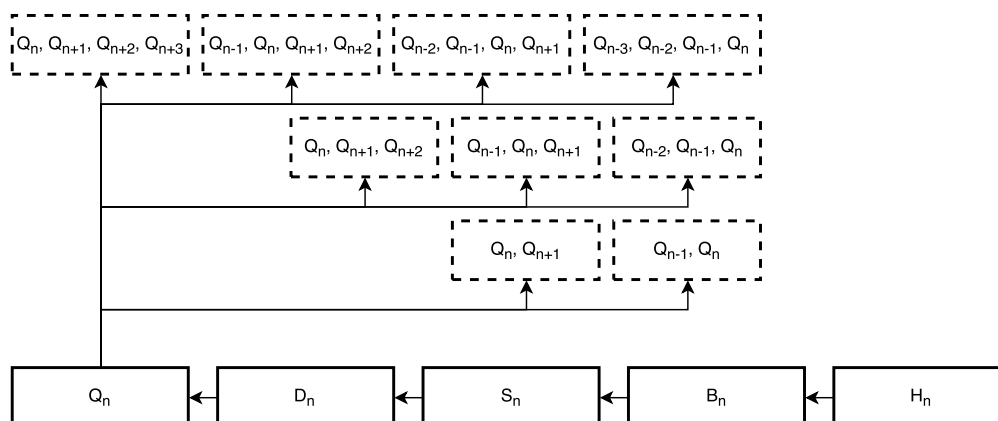 Qn, Qn+1, Qn+2, Qn+3 Qn-1, Qn, Qn+1, Qn+2 Qn-2, Qn-1, Qn, Qn+1 Qn-3, Qn-2, Qn-1, Qn
Qn, Qn+1, Qn+2 Qn-1, Qn, Qn+1 Qn-2, Qn-1, Qn
Qn, Qn+1 Qn-1, Qn
Qn Dn Sn Bn Hn